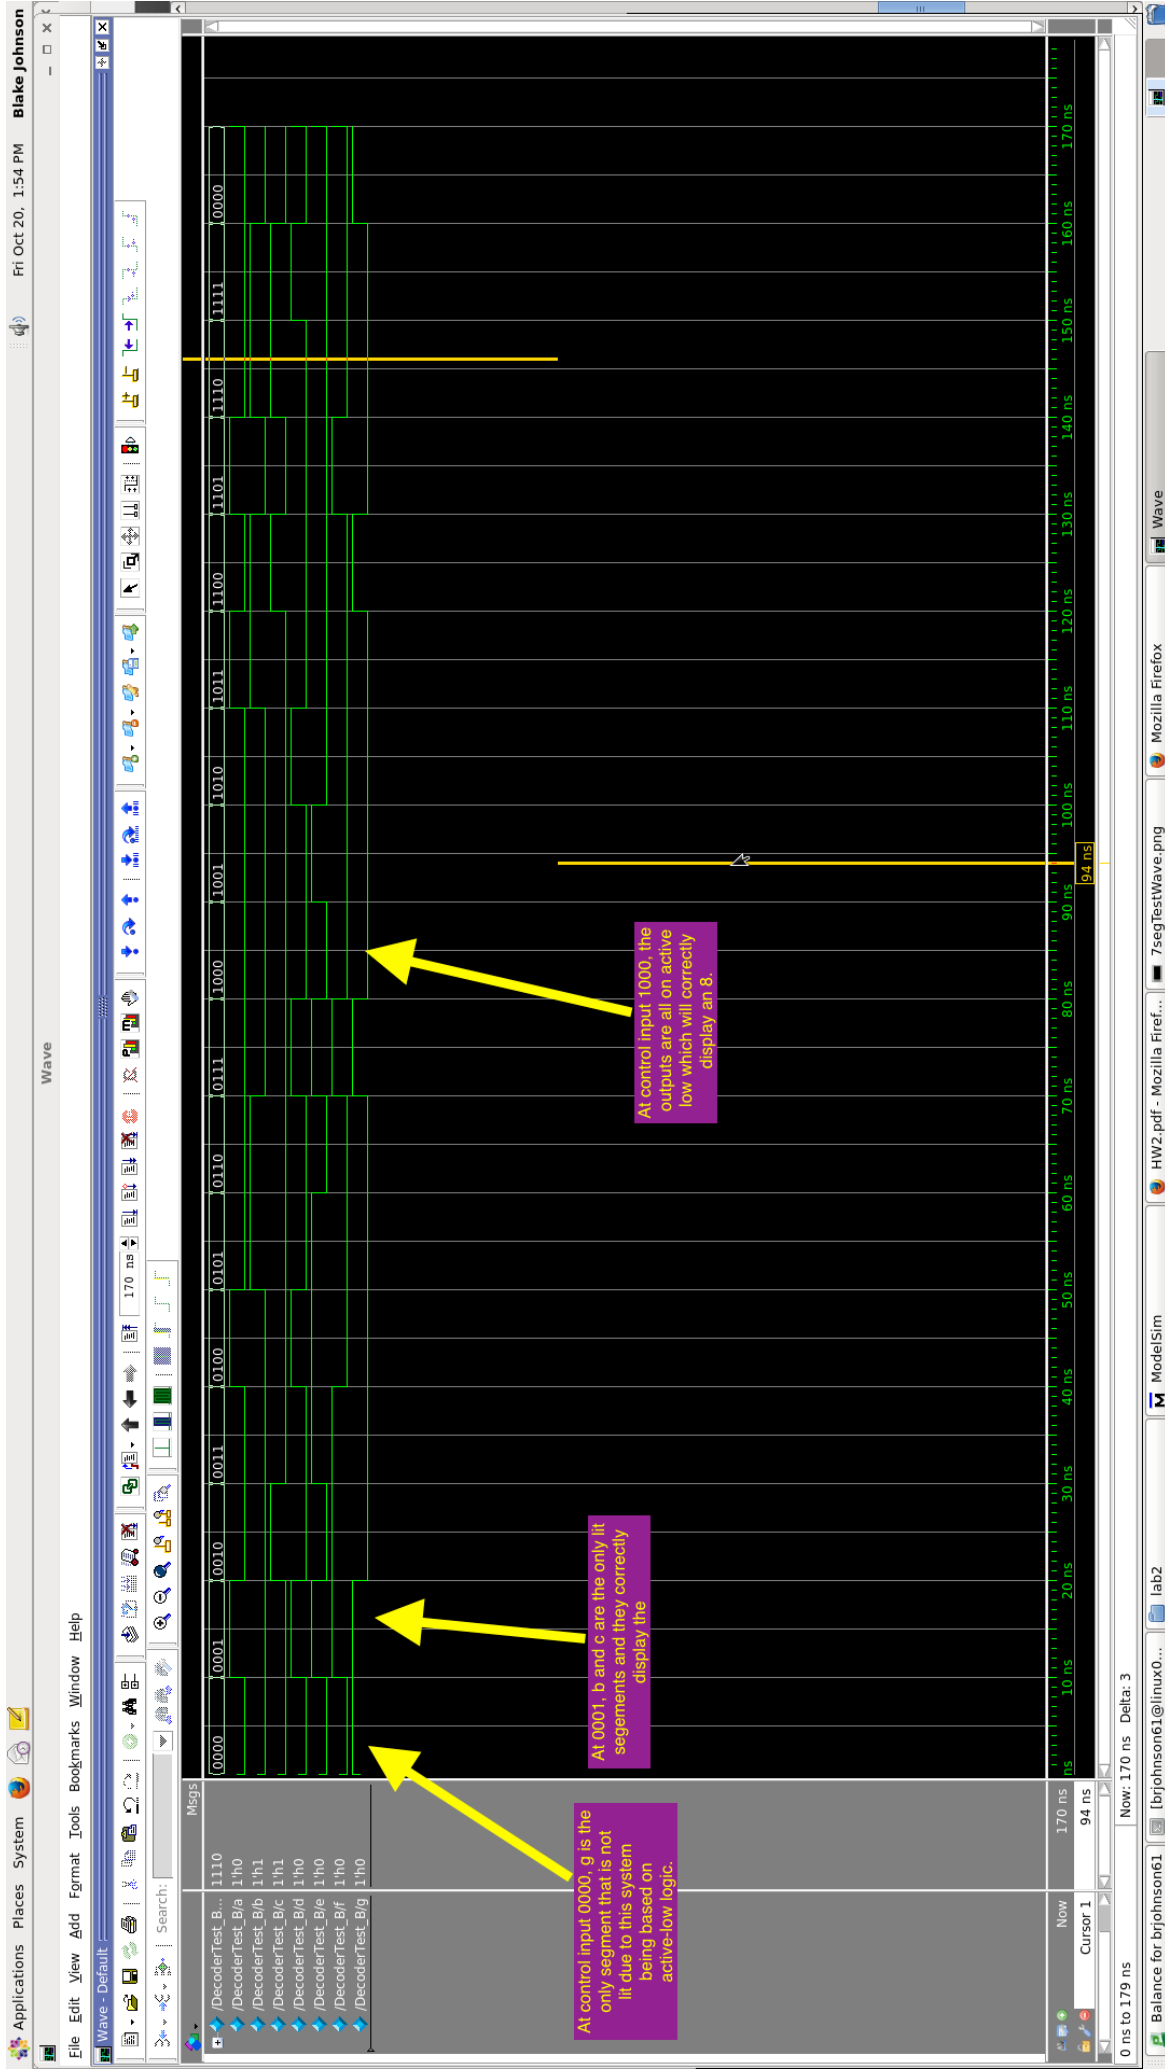 Applications Places System
Fri Oct 20, 1:54 PM Blake Johnson
Wave
File Edit View Add Format Tools Bookmarks Window Help
Wave - Default
170 ns
Search:
Msgs
/DecoderTest_B... 1110
/DecoderTest_B/a 1'h0
/DecoderTest_B/b 1'h1
/DecoderTest_B/c 1'h1
/DecoderTest_B/d 1'h0
/DecoderTest_B/e 1'h0
/DecoderTest_B/f 1'h0
/DecoderTest_B/g 1'h0
0000 0001 0010 0011 0100 0101 0110 0111 1000 1001 1010 1011 1100 1101 1110 1111 0000
At control input 0000, g is the
only segment that is not
lit due to this system
being based on
active-low logic.
At 0001, b and c are the only lit
segements and they correctly
display the
At control input 1000, the
outputs are all on active
low which will correctly
display an 8.
Now 170 ns
ns 10 ns 20 ns 30 ns 40 ns 50 ns 60 ns 70 ns 80 ns 90 ns 100 ns 110 ns 120 ns 130 ns 140 ns 150 ns 160 ns 170 ns
Cursor 1 94 ns
94 ns
0 ns to 179 ns
Now: 170 ns Delta: 3
Balance for brjohnson61
[brjohnson61@linux0...
lab2
ModelSim
HW2.pdf - Mozilla Firef...
7segTestWave.png
Mozilla Firefox
Wave